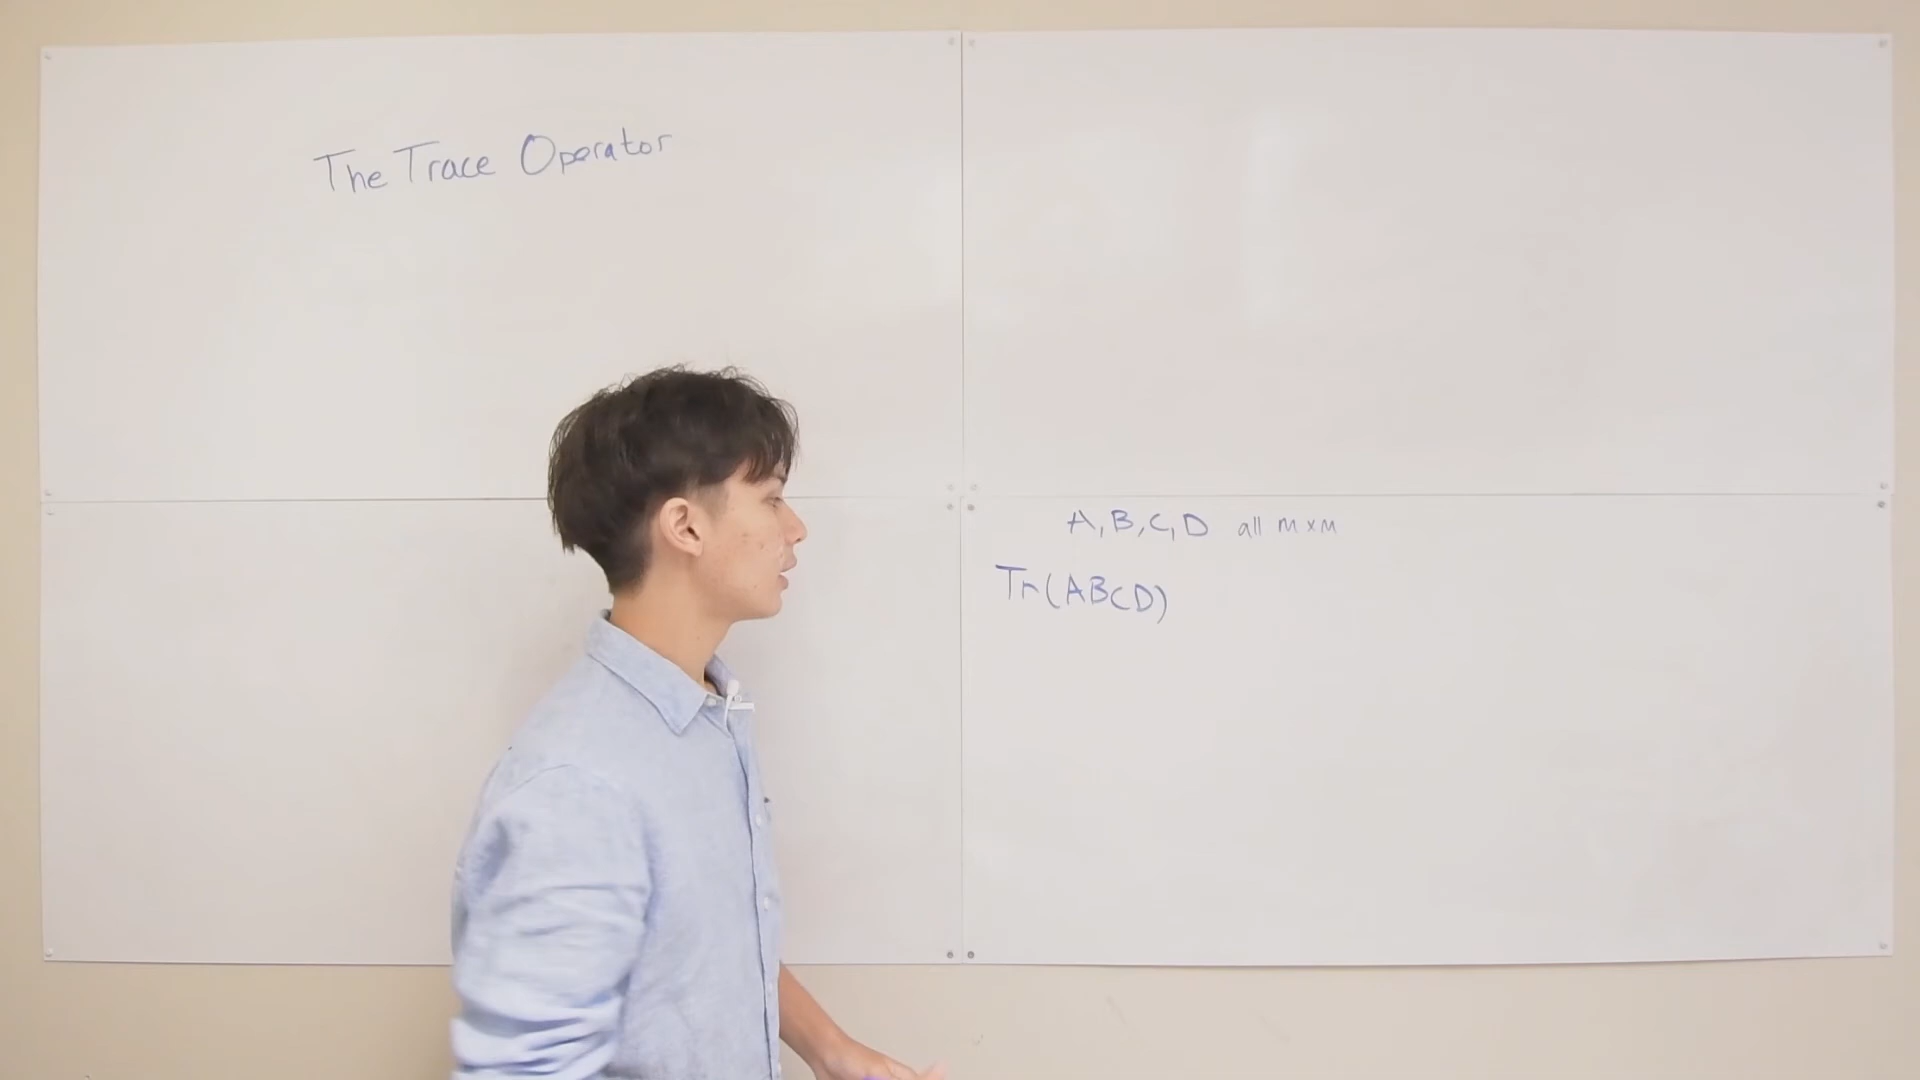 The Trace Operator
A, B, C, D all m x m
Tr(ABCD)